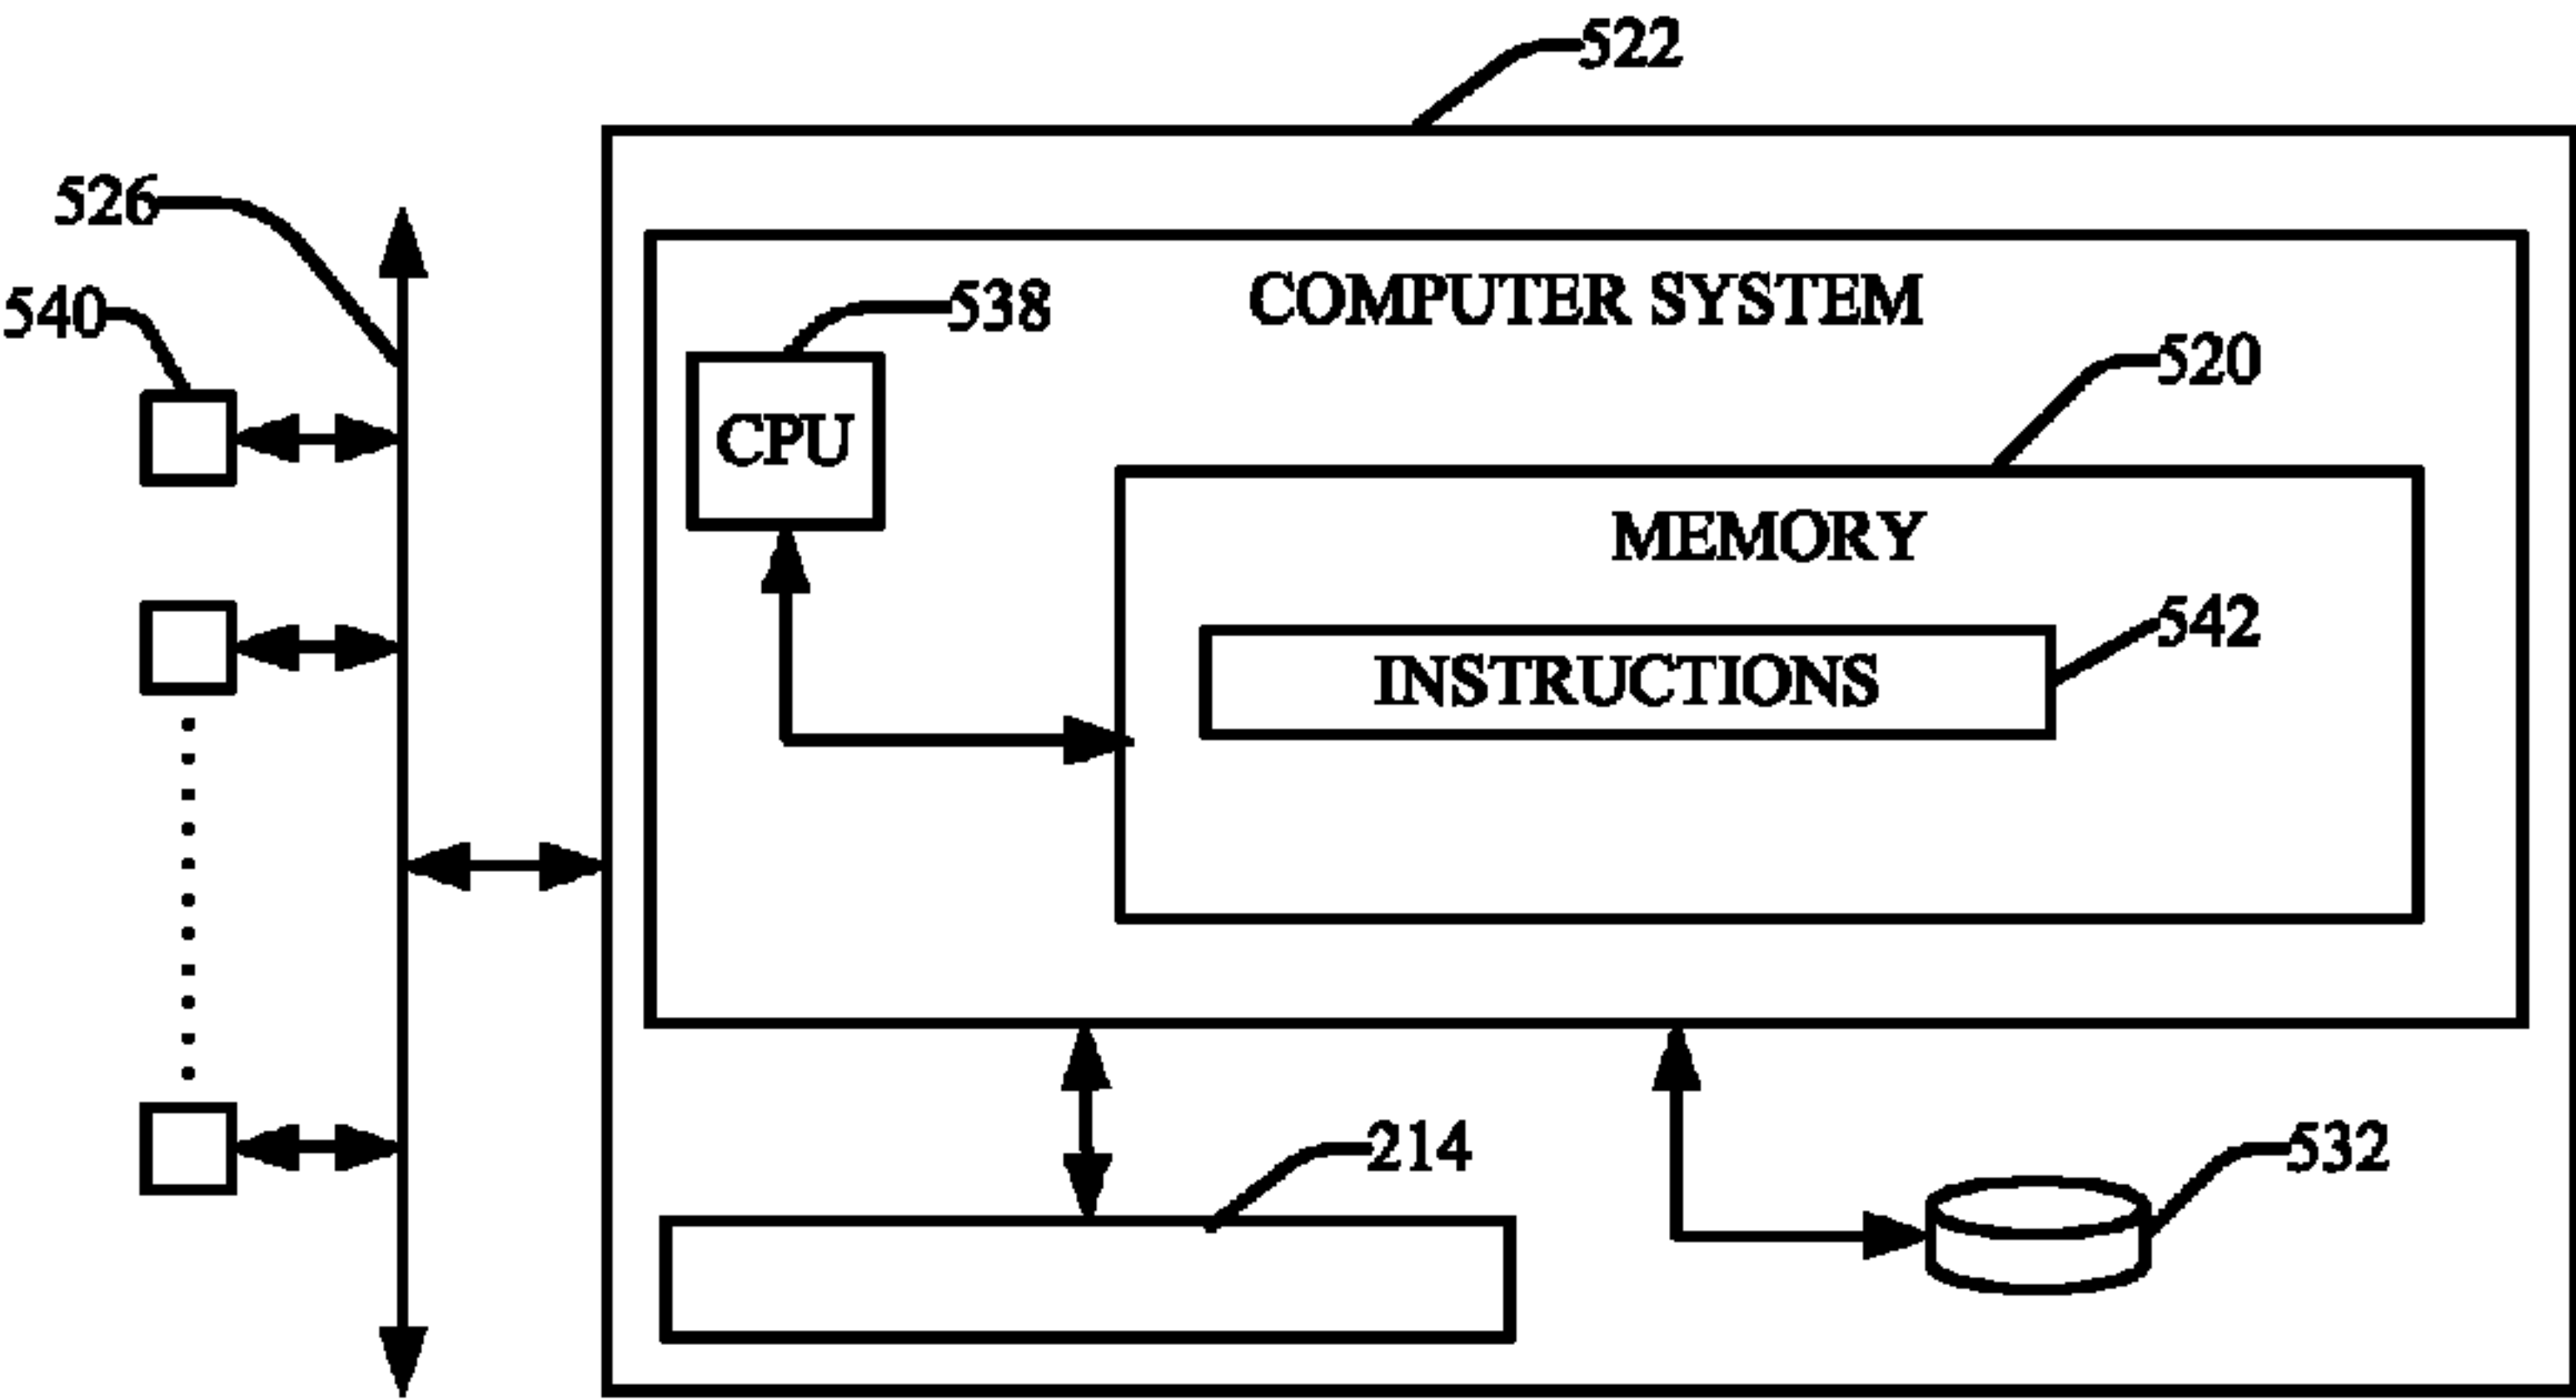 522
526
540
538
COMPUTER SYSTEM
520
CPU
MEMORY
542
INSTRUCTIONS
214
532